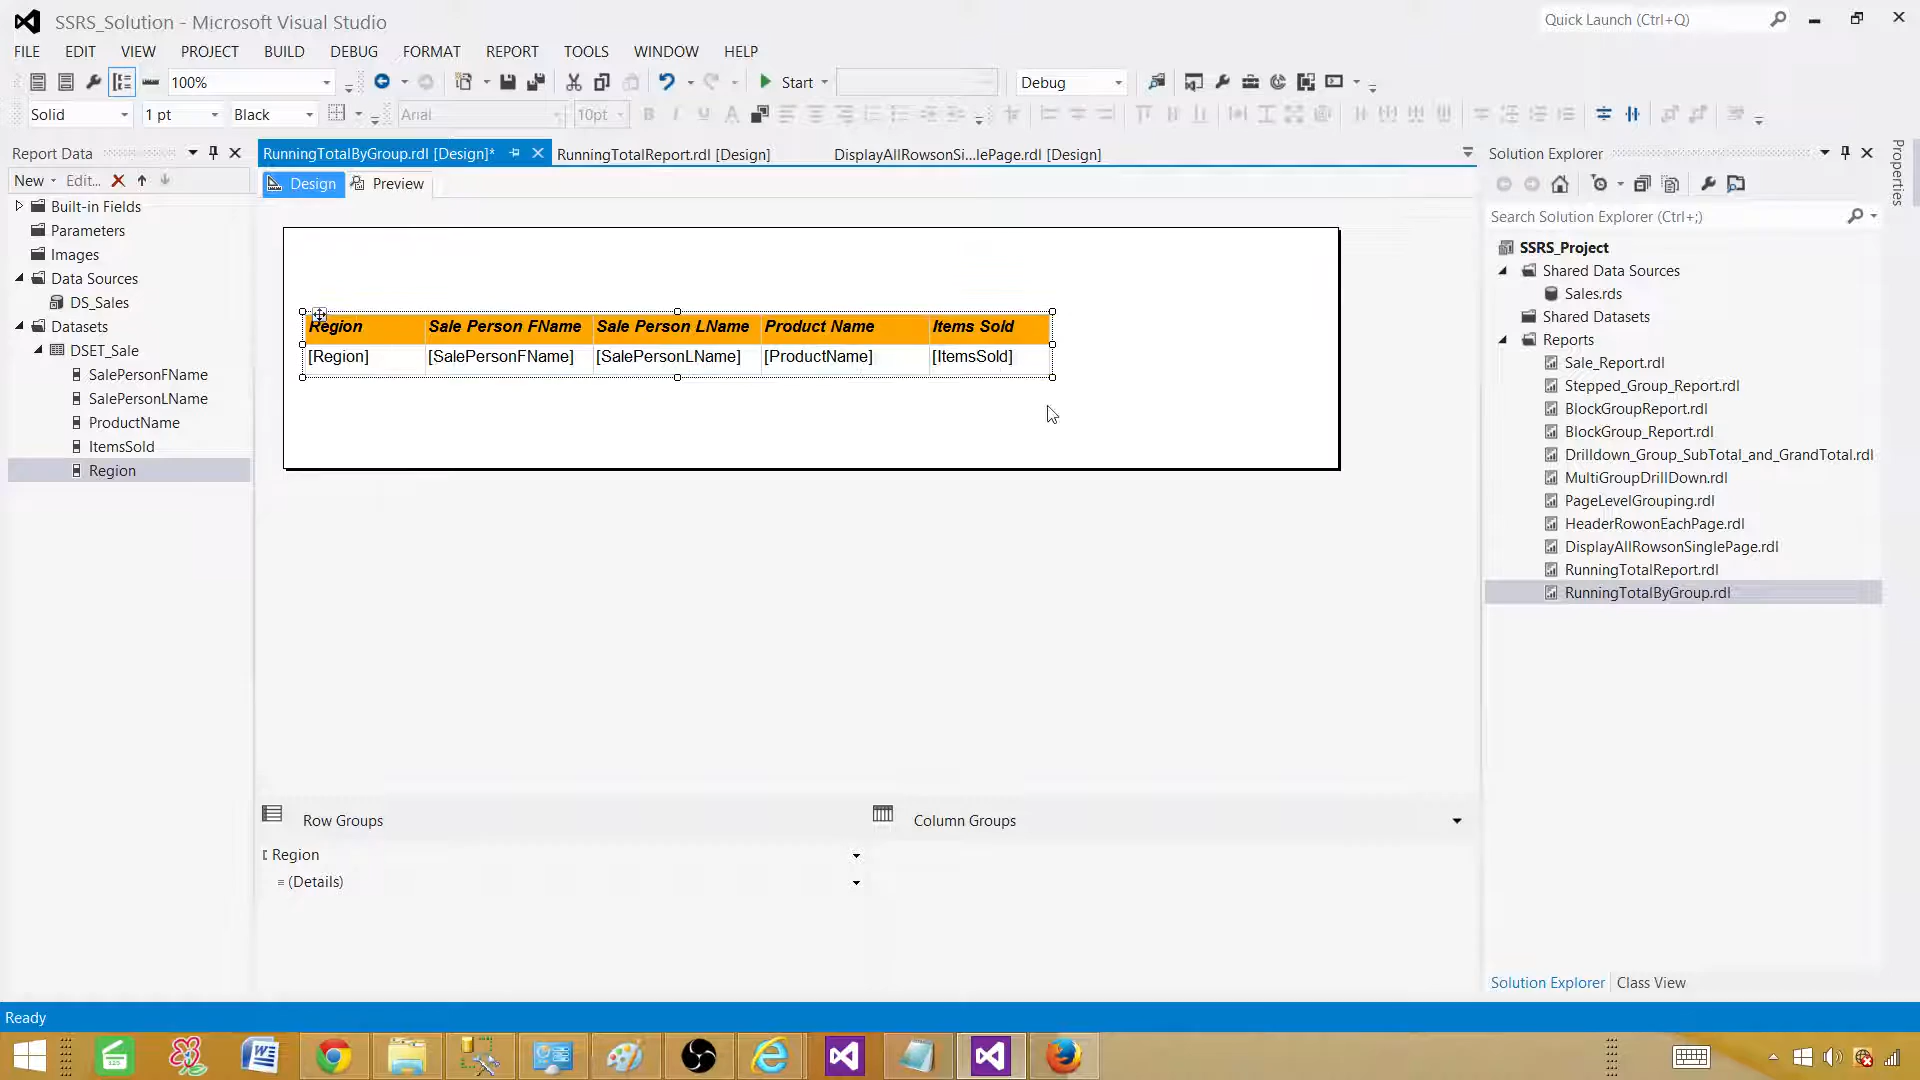 SSRS_Solution - Microsoft Visual Studio
Quick Launch (Ctrl+Q)
FILE EDIT VIEW PROJECT BUILD DEBUG FORMAT REPORT TOOLS WINDOW HELP
100%
Start
Debug
Solid 1 pt Black Arial 10pt B I U A
Report Data
RunningTotalByGroup.rdl [Design]* RunningTotalReport.rdl [Design] DisplayAllRowsonSi...lePage.rdl [Design]
Solution Explorer
Properties
New Edit...
Design Preview
Built-in Fields
Parameters
Images
Data Sources
DS_Sales
Datasets
DSET_Sale
SalePersonFName
SalePersonLName
ProductName
ItemsSold
Region
Region Sale Person FName Sale Person LName Product Name Items Sold
[Region] [SalePersonFName] [SalePersonLName] [ProductName] [ItemsSold]
Row Groups
Column Groups
Region
(Details)
Search Solution Explorer (Ctrl+;)
SSRS_Project
Shared Data Sources
Sales.rds
Shared Datasets
Reports
Sale_Report.rdl
Stepped_Group_Report.rdl
BlockGroupReport.rdl
BlockGroup_Report.rdl
Drilldown_Group_SubTotal_and_GrandTotal.rdl
MultiGroupDrillDown.rdl
PageLevelGrouping.rdl
HeaderRowonEachPage.rdl
DisplayAllRowsonSinglePage.rdl
RunningTotalReport.rdl
RunningTotalByGroup.rdl
Solution Explorer Class View
Ready